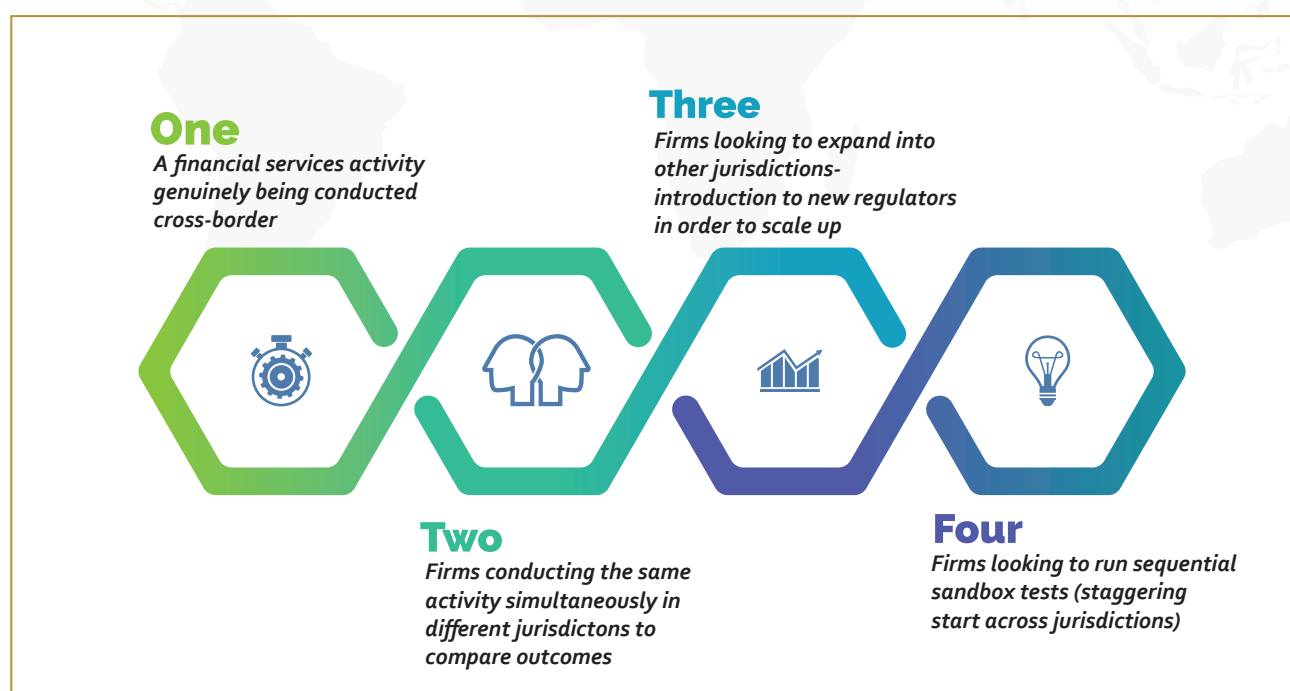 One
A financial services activity
genuinely being conducted
cross-border
Two
Firms conducting the same
activity simultaneously in
different jurisdictons to
compare outcomes
Three
Firms looking to expand into
other jurisdictions-
introduction to new regulators
in order to scale up
Four
Firms looking to run sequential
sandbox tests (staggering
start across jurisdictions)